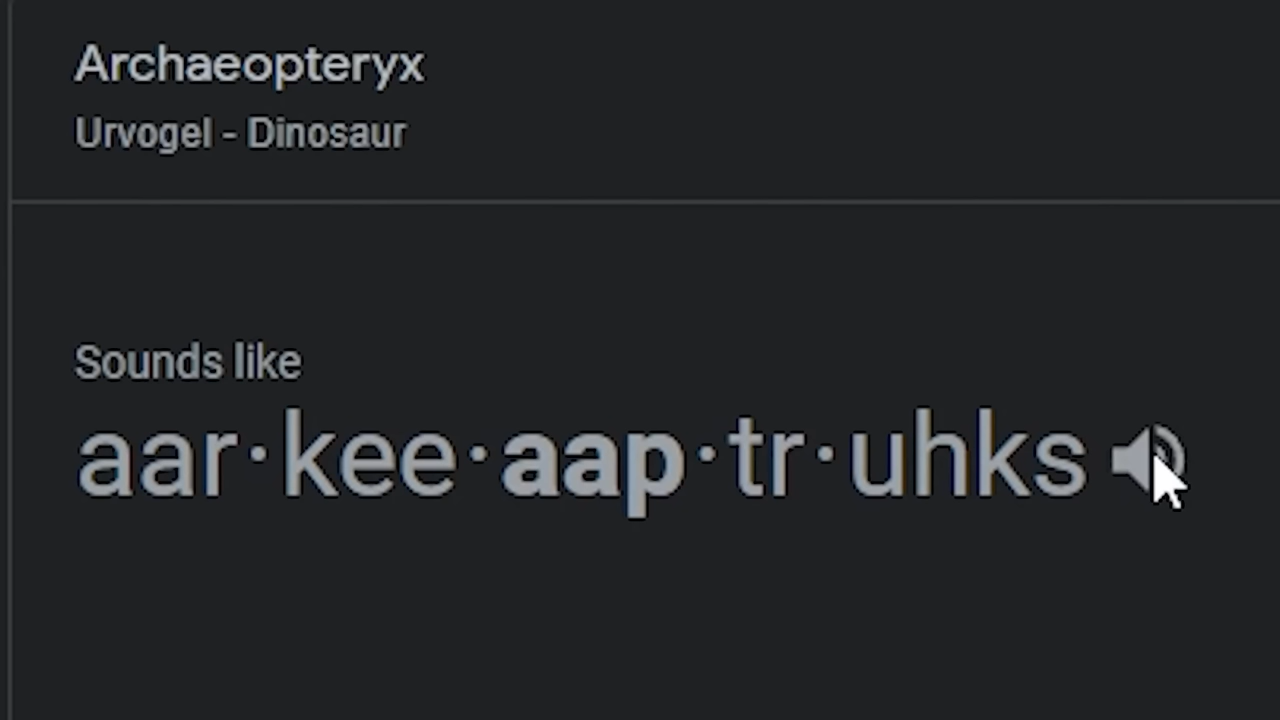 Archaeopteryx
Urvogel - Dinosaur
Sounds like
aar·kee·aap·tr·uhks